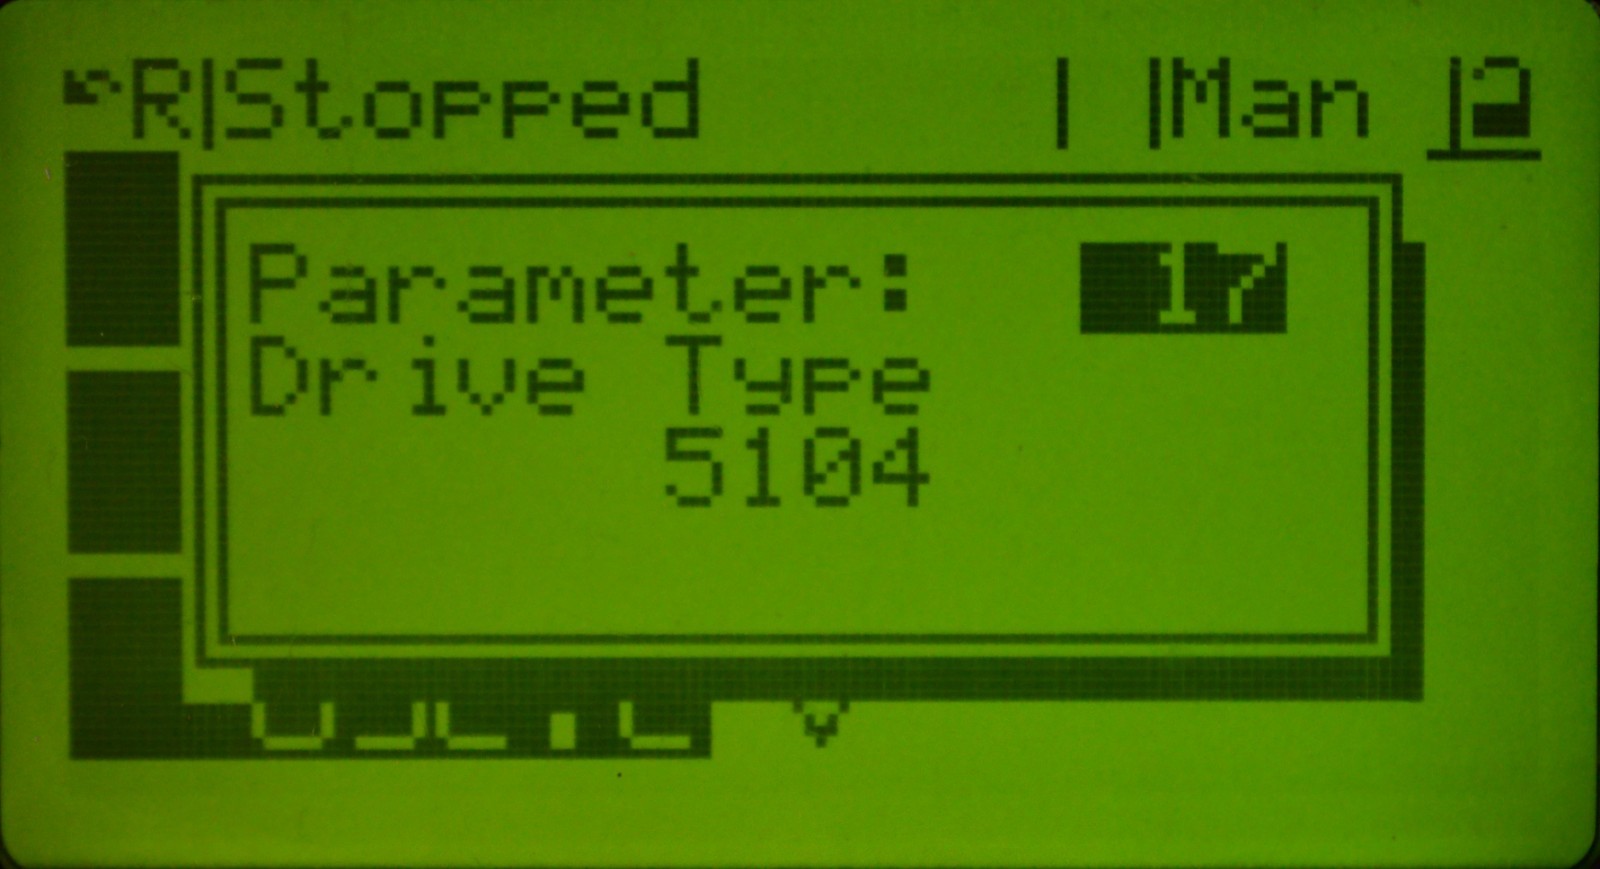 R|Stopped | |Man |
Parameter: 17
Drive Type
5104